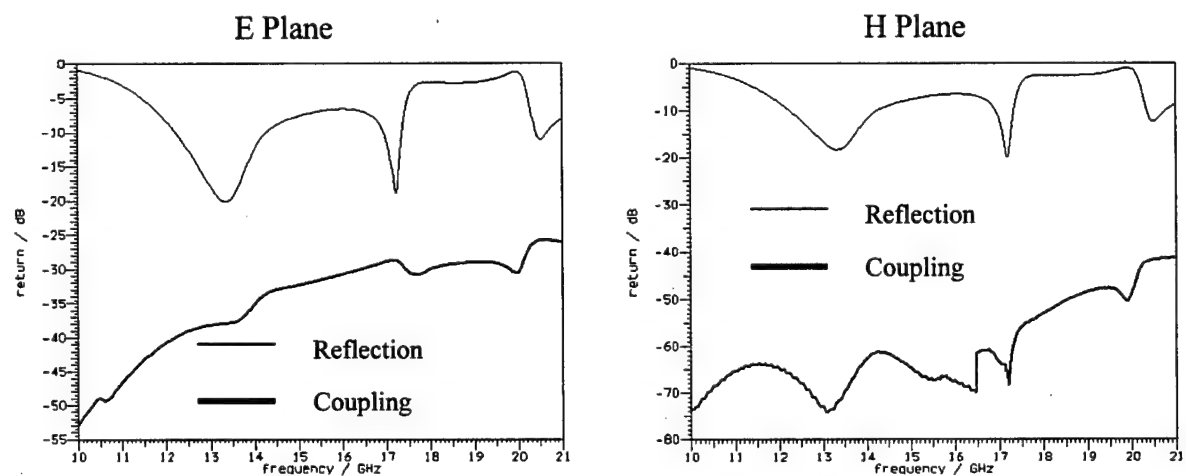 E Plane
0
-5
-10
-15
-20
-25
-30
-35
-40
-45
-50
-55
return / dB
Reflection
Coupling
10 11 12 13 14 15 16 17 18 19 20 21
frequency / GHz
H Plane
0
-10
-20
-30
-40
-50
-60
-70
-80
return / dB
Reflection
Coupling
10 11 12 13 14 15 16 17 18 19 20 21
frequency / GHz